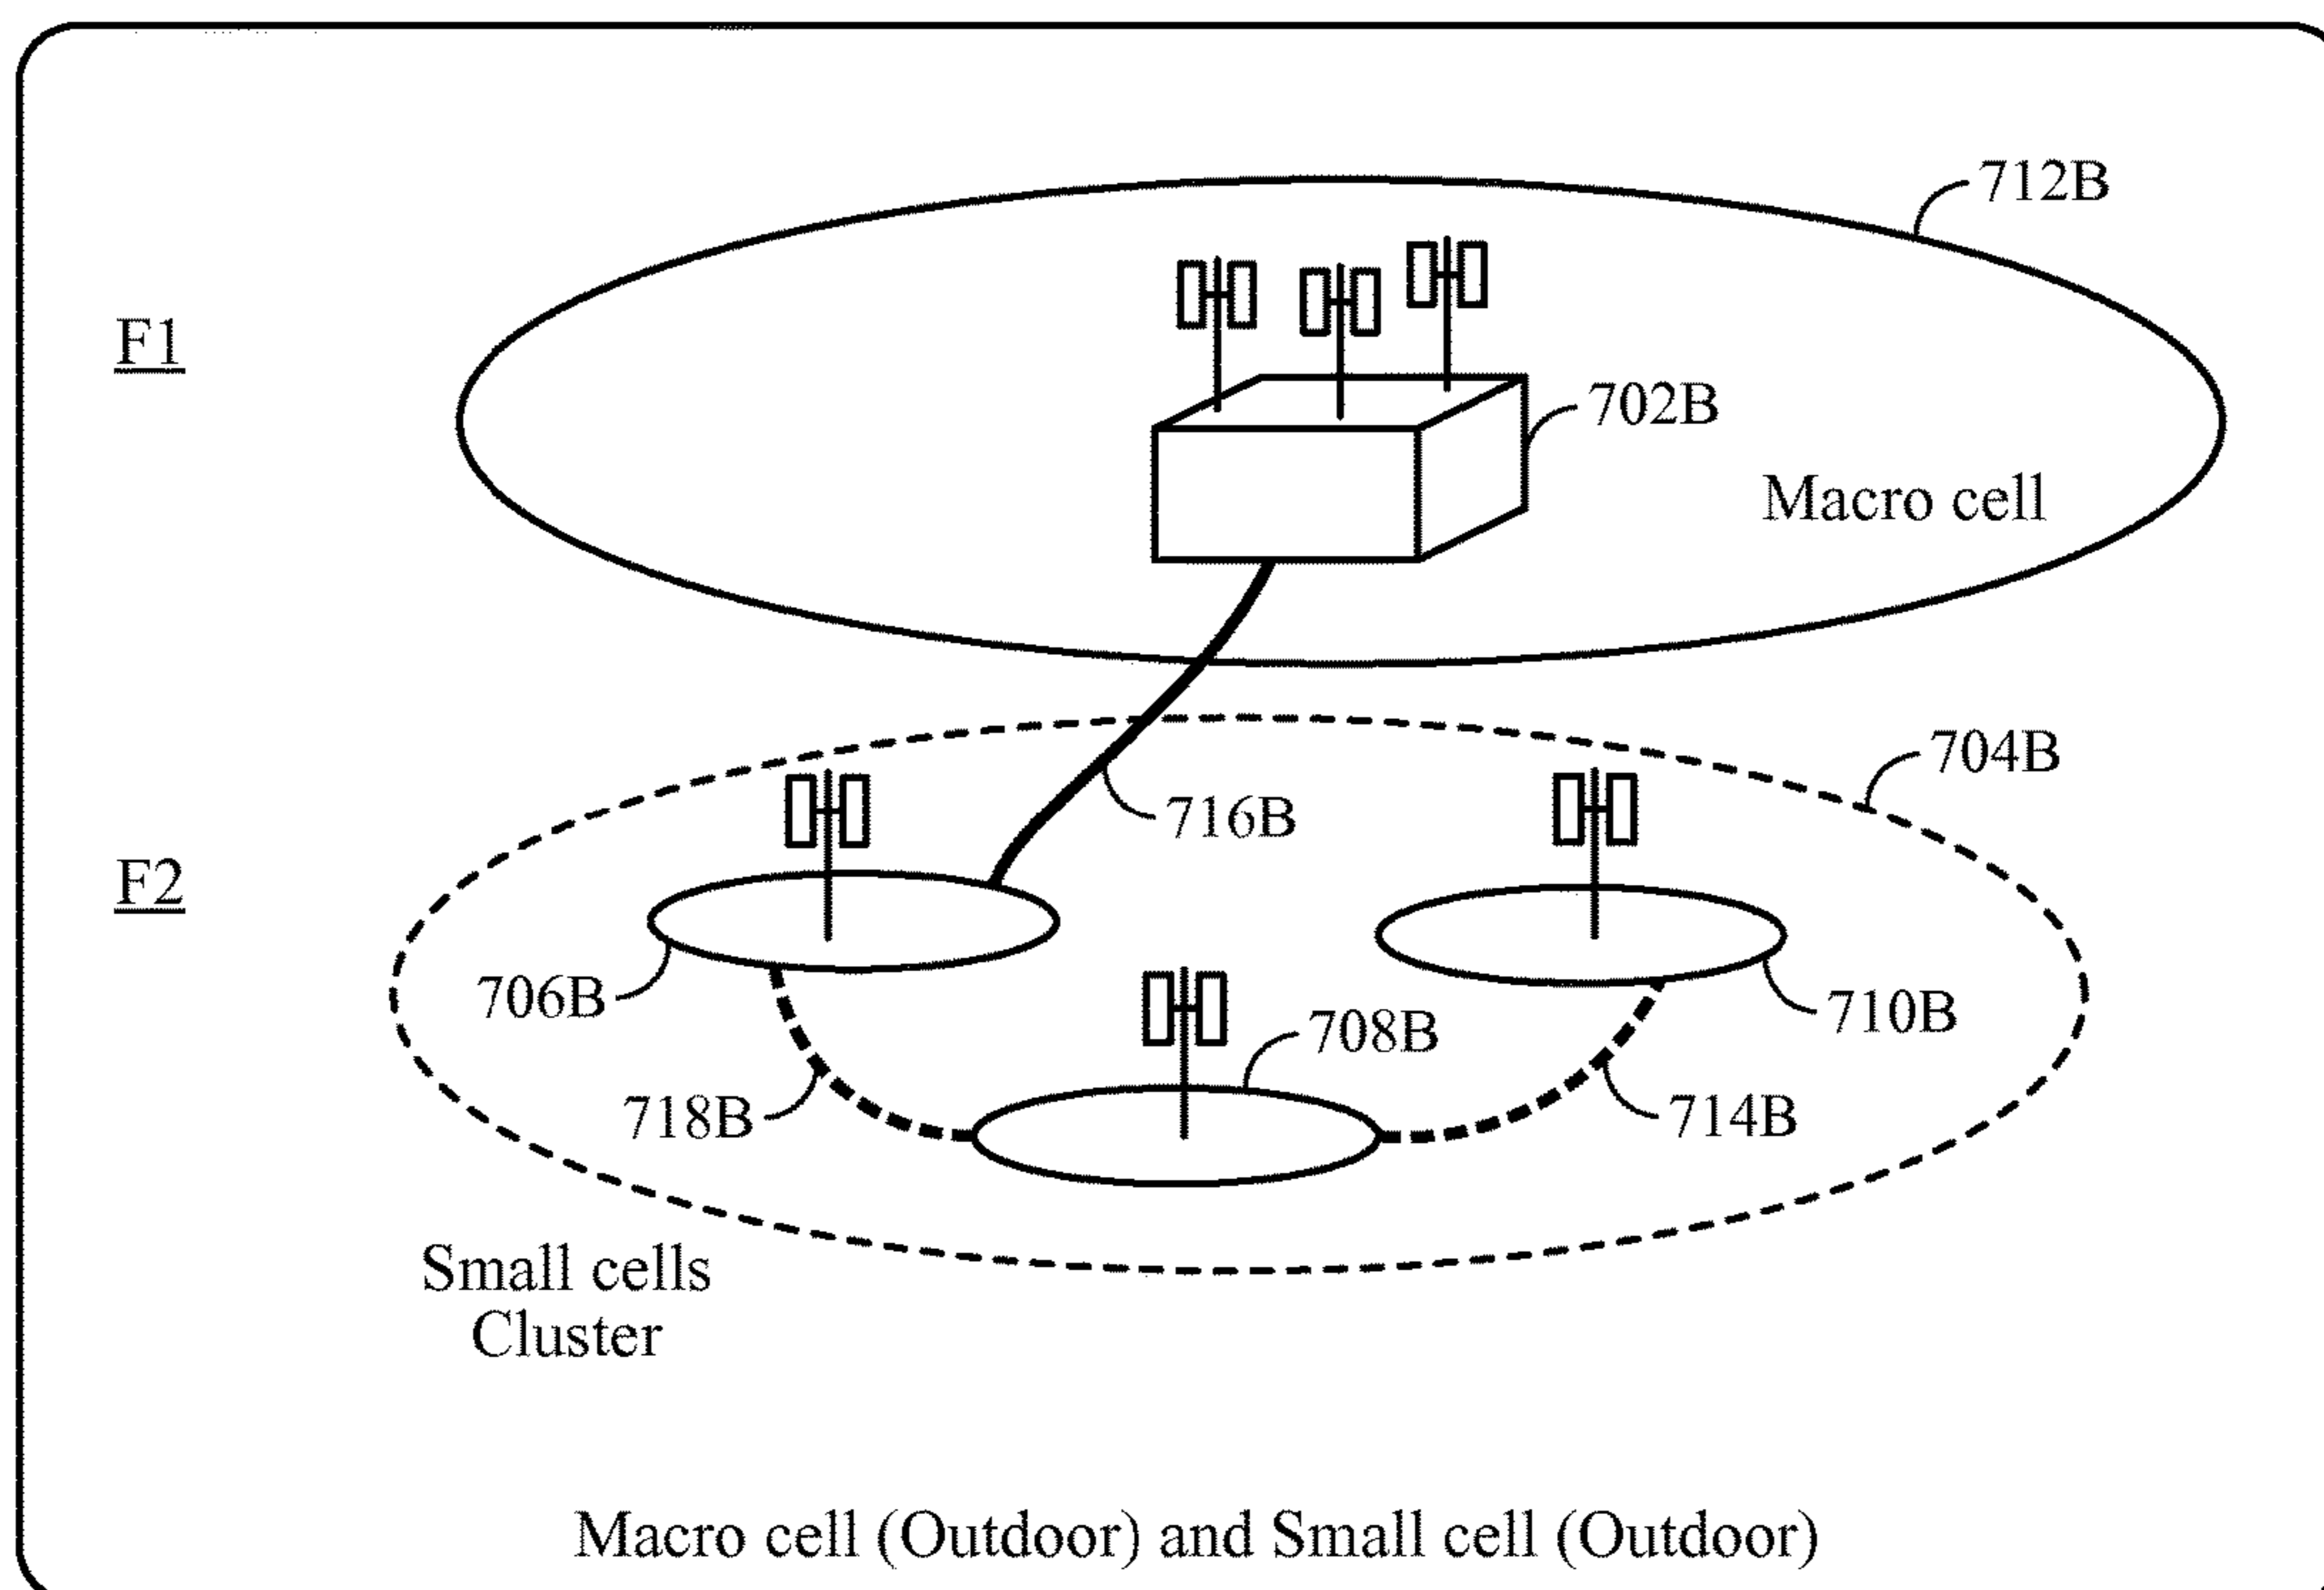 712B
F1
702B
Macro cell
704B
716B
F2
706B
710B
708B
718B
714B
Small cells
Cluster
Macro cell (Outdoor) and Small cell (Outdoor)